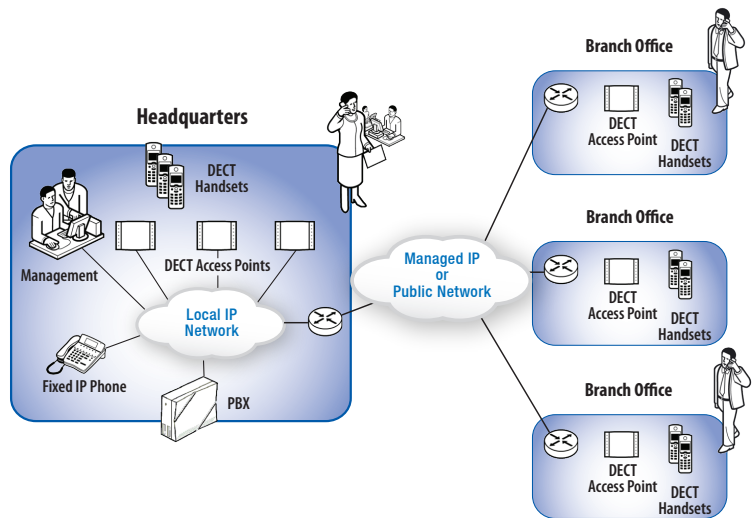 Headquarters
DECT
Handsets
Management
DECT Access Points
Local IP
Network
Fixed IP Phone
PBX
Managed IP
or
Public Network
Branch Office
DECT
Access Point
DECT
Handsets
Branch Office
DECT
Access Point
DECT
Handsets
Branch Office
DECT
Access Point
DECT
Handsets